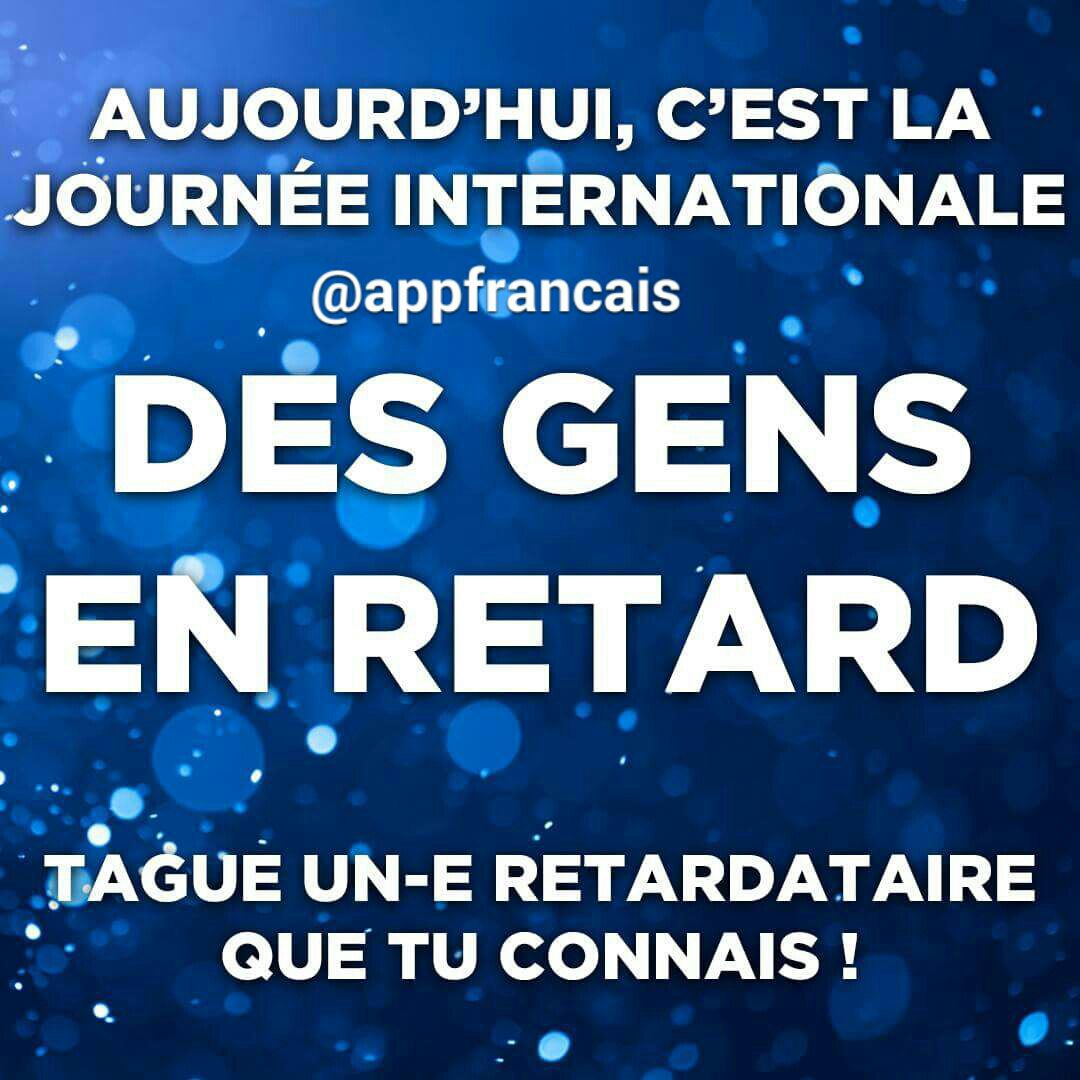 AUJOURD’HUI, C’EST LA
JOURNÉE INTERNATIONALE
@appfrancais
DES GENS
EN RETARD
TAGUE UN-E RETARDATAIRE
QUE TU CONNAIS !